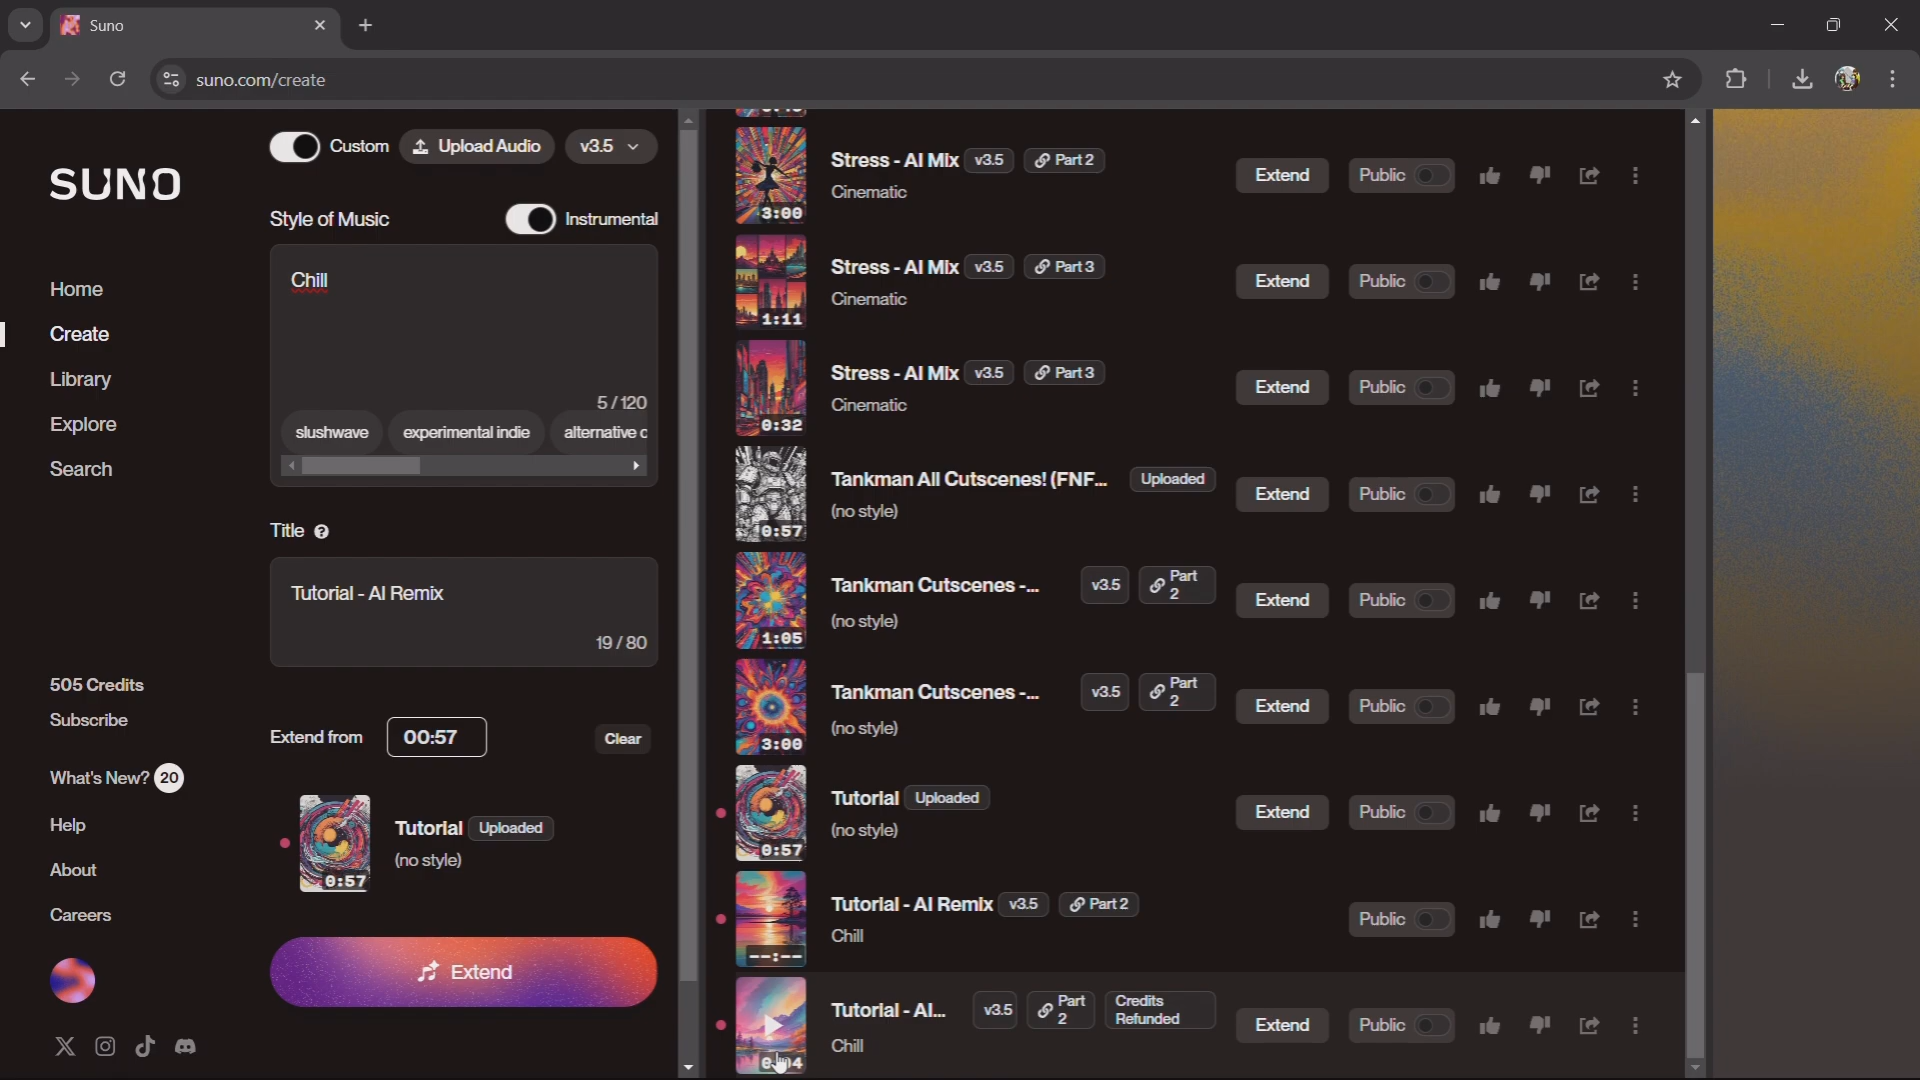 Suno
suno.com/create
SUNO
Home
Create
Library
Explore
Search
505 Credits
Subscribe
What's New? 20
Help
About
Careers
Custom
Upload Audio
v3.5
Style of Music
Instrumental
Chill
5 / 120
slushwave
experimental indie
alternative c
Title
Tutorial - AI Remix
19 / 80
Extend from
00:57
Clear
0:57
Tutorial Uploaded
(no style)
Extend
3:00
Stress - AI Mix v3.5 Part 2
Cinematic
Extend Public
1:11
Stress - AI Mix v3.5 Part 3
Cinematic
Extend Public
0:32
Stress - AI Mix v3.5 Part 3
Cinematic
Extend Public
0:57
Tankman All Cutscenes! (FNF... Uploaded
(no style)
Extend Public
1:05
Tankman Cutscenes -... v3.5 Part 2
(no style)
Extend Public
3:00
Tankman Cutscenes -... v3.5 Part 2
(no style)
Extend Public
0:57
Tutorial Uploaded
(no style)
Extend Public
--:--
Tutorial - AI Remix v3.5 Part 2
Chill
Public
Tutorial - AI... v3.5 Part 2 Credits Refunded
Chill
Extend Public